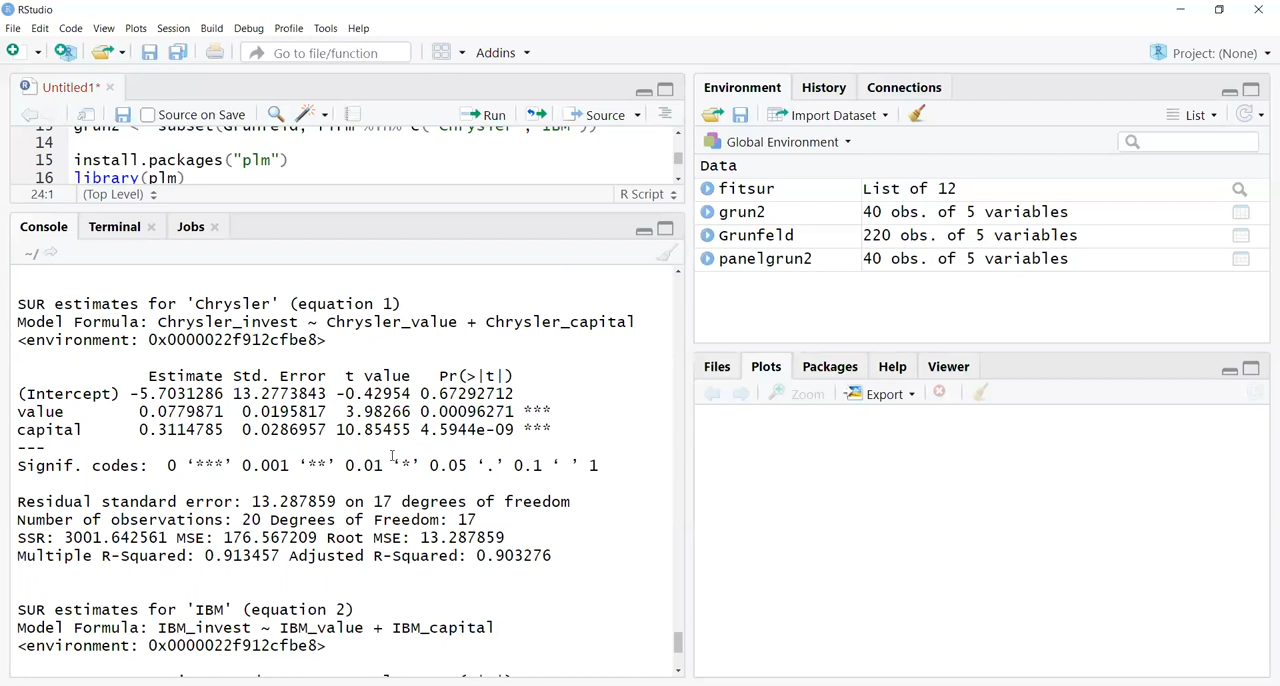 RStudio
File Edit Code View Plots Session Build Debug Profile Tools Help
Go to file/function Addins Project: (None)
Untitled1*
Source on Save Run Source
14
15 install.packages("plm")
16 library(plm)
24:1 (Top Level) R Script
Console Terminal Jobs
~/
SUR estimates for 'Chrysler' (equation 1)
Model Formula: Chrysler_invest ~ Chrysler_value + Chrysler_capital
<environment: 0x0000022f912cfbe8>
Estimate Std. Error t value Pr(>|t|)
(Intercept) -5.7031286 13.2773843 -0.42954 0.67292712
value 0.0779871 0.0195817 3.98266 0.00096271 ***
capital 0.3114785 0.0286957 10.85455 4.5944e-09 ***
---
Signif. codes: 0 ‘***’ 0.001 ‘**’ 0.01 ‘*’ 0.05 ‘.’ 0.1 ‘ ’ 1
Residual standard error: 13.287859 on 17 degrees of freedom
Number of observations: 20 Degrees of Freedom: 17
SSR: 3001.642561 MSE: 176.567209 Root MSE: 13.287859
Multiple R-Squared: 0.913457 Adjusted R-Squared: 0.903276
SUR estimates for 'IBM' (equation 2)
Model Formula: IBM_invest ~ IBM_value + IBM_capital
<environment: 0x0000022f912cfbe8>
Environment History Connections
Import Dataset List
Global Environment
Data
fitsur List of 12
grun2 40 obs. of 5 variables
Grunfeld 220 obs. of 5 variables
panelgrun2 40 obs. of 5 variables
Files Plots Packages Help Viewer
Zoom Export